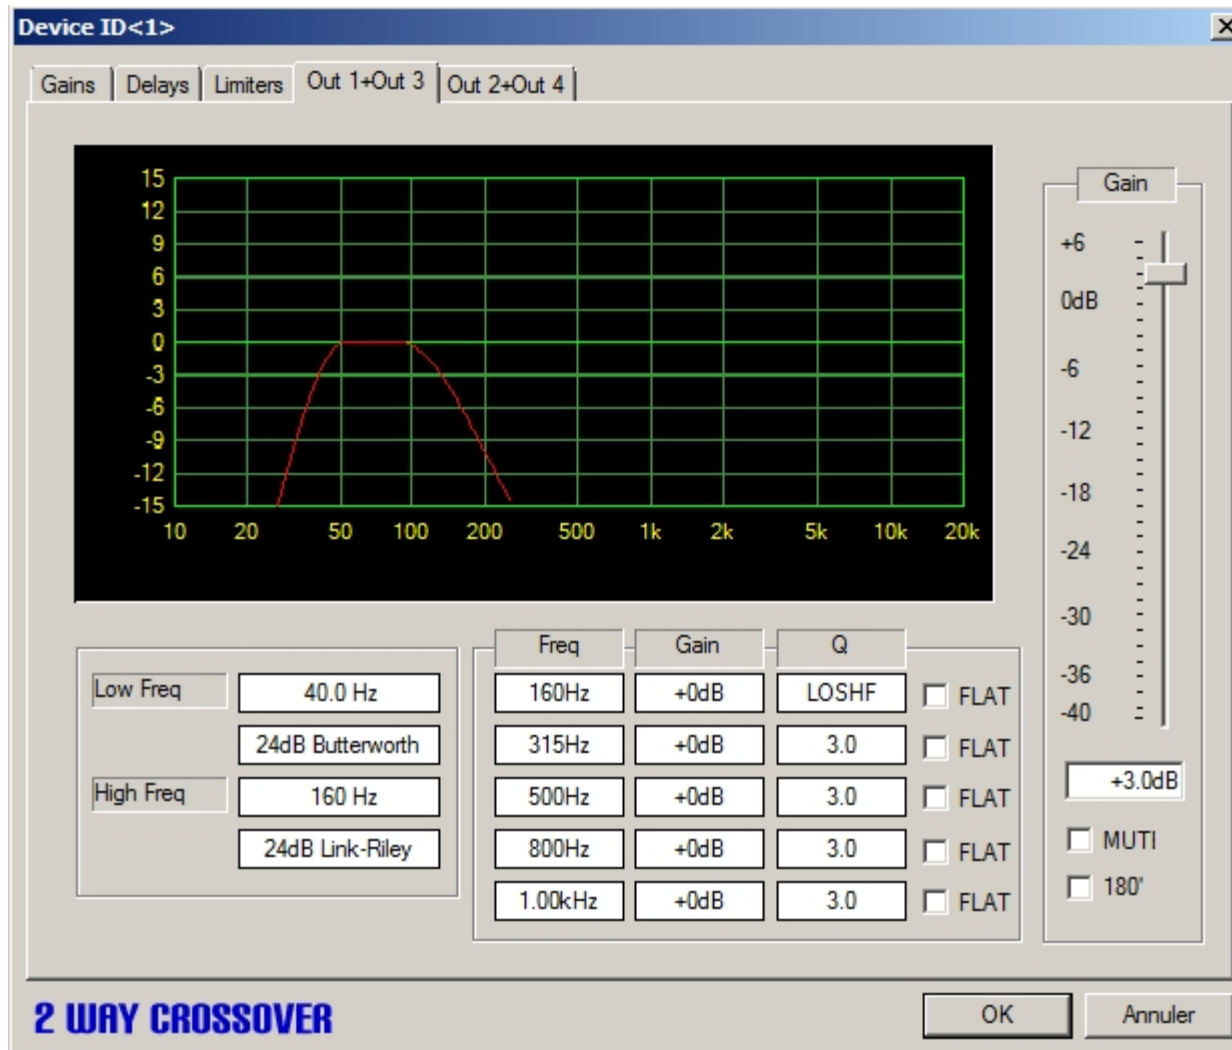 Device ID<1>
Gains Delays Limiters Out 1+Out 3 Out 2+Out 4
15
12
9
6
3
0
-3
-6
-9
-12
-15
10 20 50 100 200 500 1k 2k 5k 10k 20k
Low Freq 40.0 Hz
24dB Butterworth
High Freq 160 Hz
24dB Link-Riley
Freq Gain Q
160Hz +0dB LOSHF FLAT
315Hz +0dB 3.0 FLAT
500Hz +0dB 3.0 FLAT
800Hz +0dB 3.0 FLAT
1.00kHz +0dB 3.0 FLAT
Gain
+6
0dB
-6
-12
-18
-24
-30
-36
-40
+3.0dB
MUTI
180'
2 WAY CROSSOVER
OK Annuler